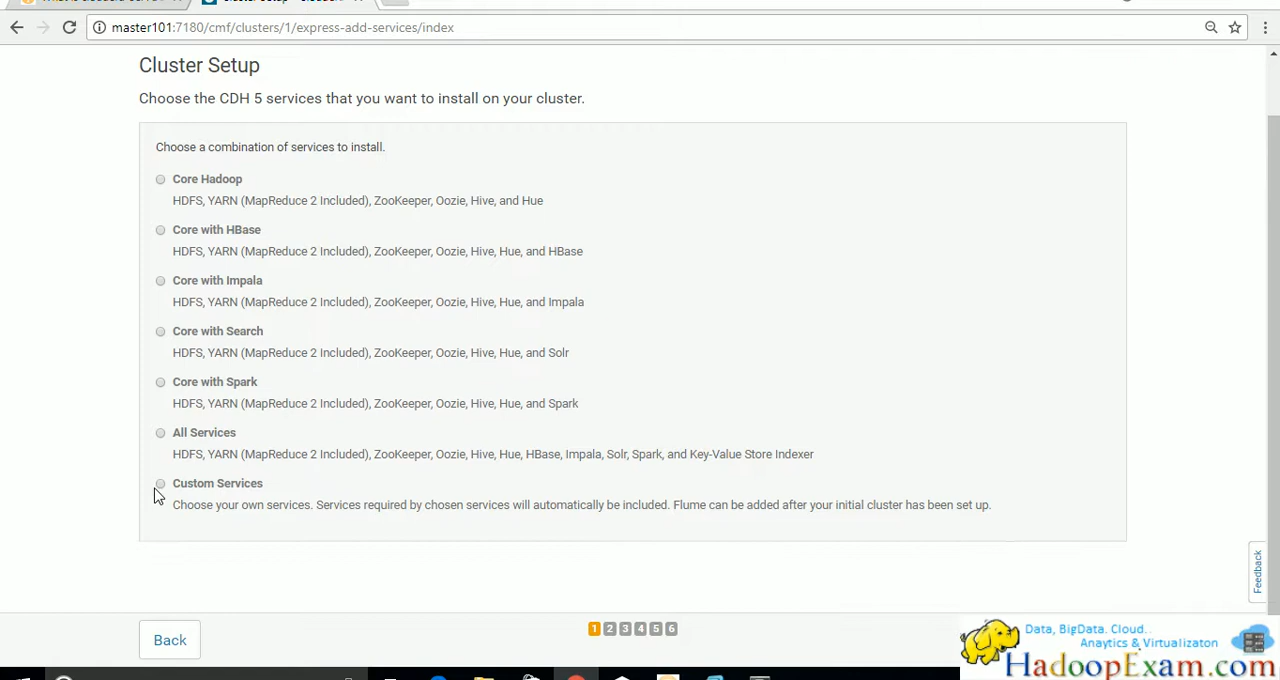 master101:7180/cmf/clusters/1/express-add-services/index
Cluster Setup
Choose the CDH 5 services that you want to install on your cluster.
Choose a combination of services to install.
Core Hadoop
HDFS, YARN (MapReduce 2 Included), ZooKeeper, Oozie, Hive, and Hue
Core with HBase
HDFS, YARN (MapReduce 2 Included), ZooKeeper, Oozie, Hive, Hue, and HBase
Core with Impala
HDFS, YARN (MapReduce 2 Included), ZooKeeper, Oozie, Hive, Hue, and Impala
Core with Search
HDFS, YARN (MapReduce 2 Included), ZooKeeper, Oozie, Hive, Hue, and Solr
Core with Spark
HDFS, YARN (MapReduce 2 Included), ZooKeeper, Oozie, Hive, Hue, and Spark
All Services
HDFS, YARN (MapReduce 2 Included), ZooKeeper, Oozie, Hive, Hue, HBase, Impala, Solr, Spark, and Key-Value Store Indexer
Custom Services
Choose your own services. Services required by chosen services will automatically be included. Flume can be added after your initial cluster has been set up.
Feedback
Back
1 2 3 4 5 6
Data, BigData. Cloud.
Anaytics & Virtualizaton
HadoopExam.com